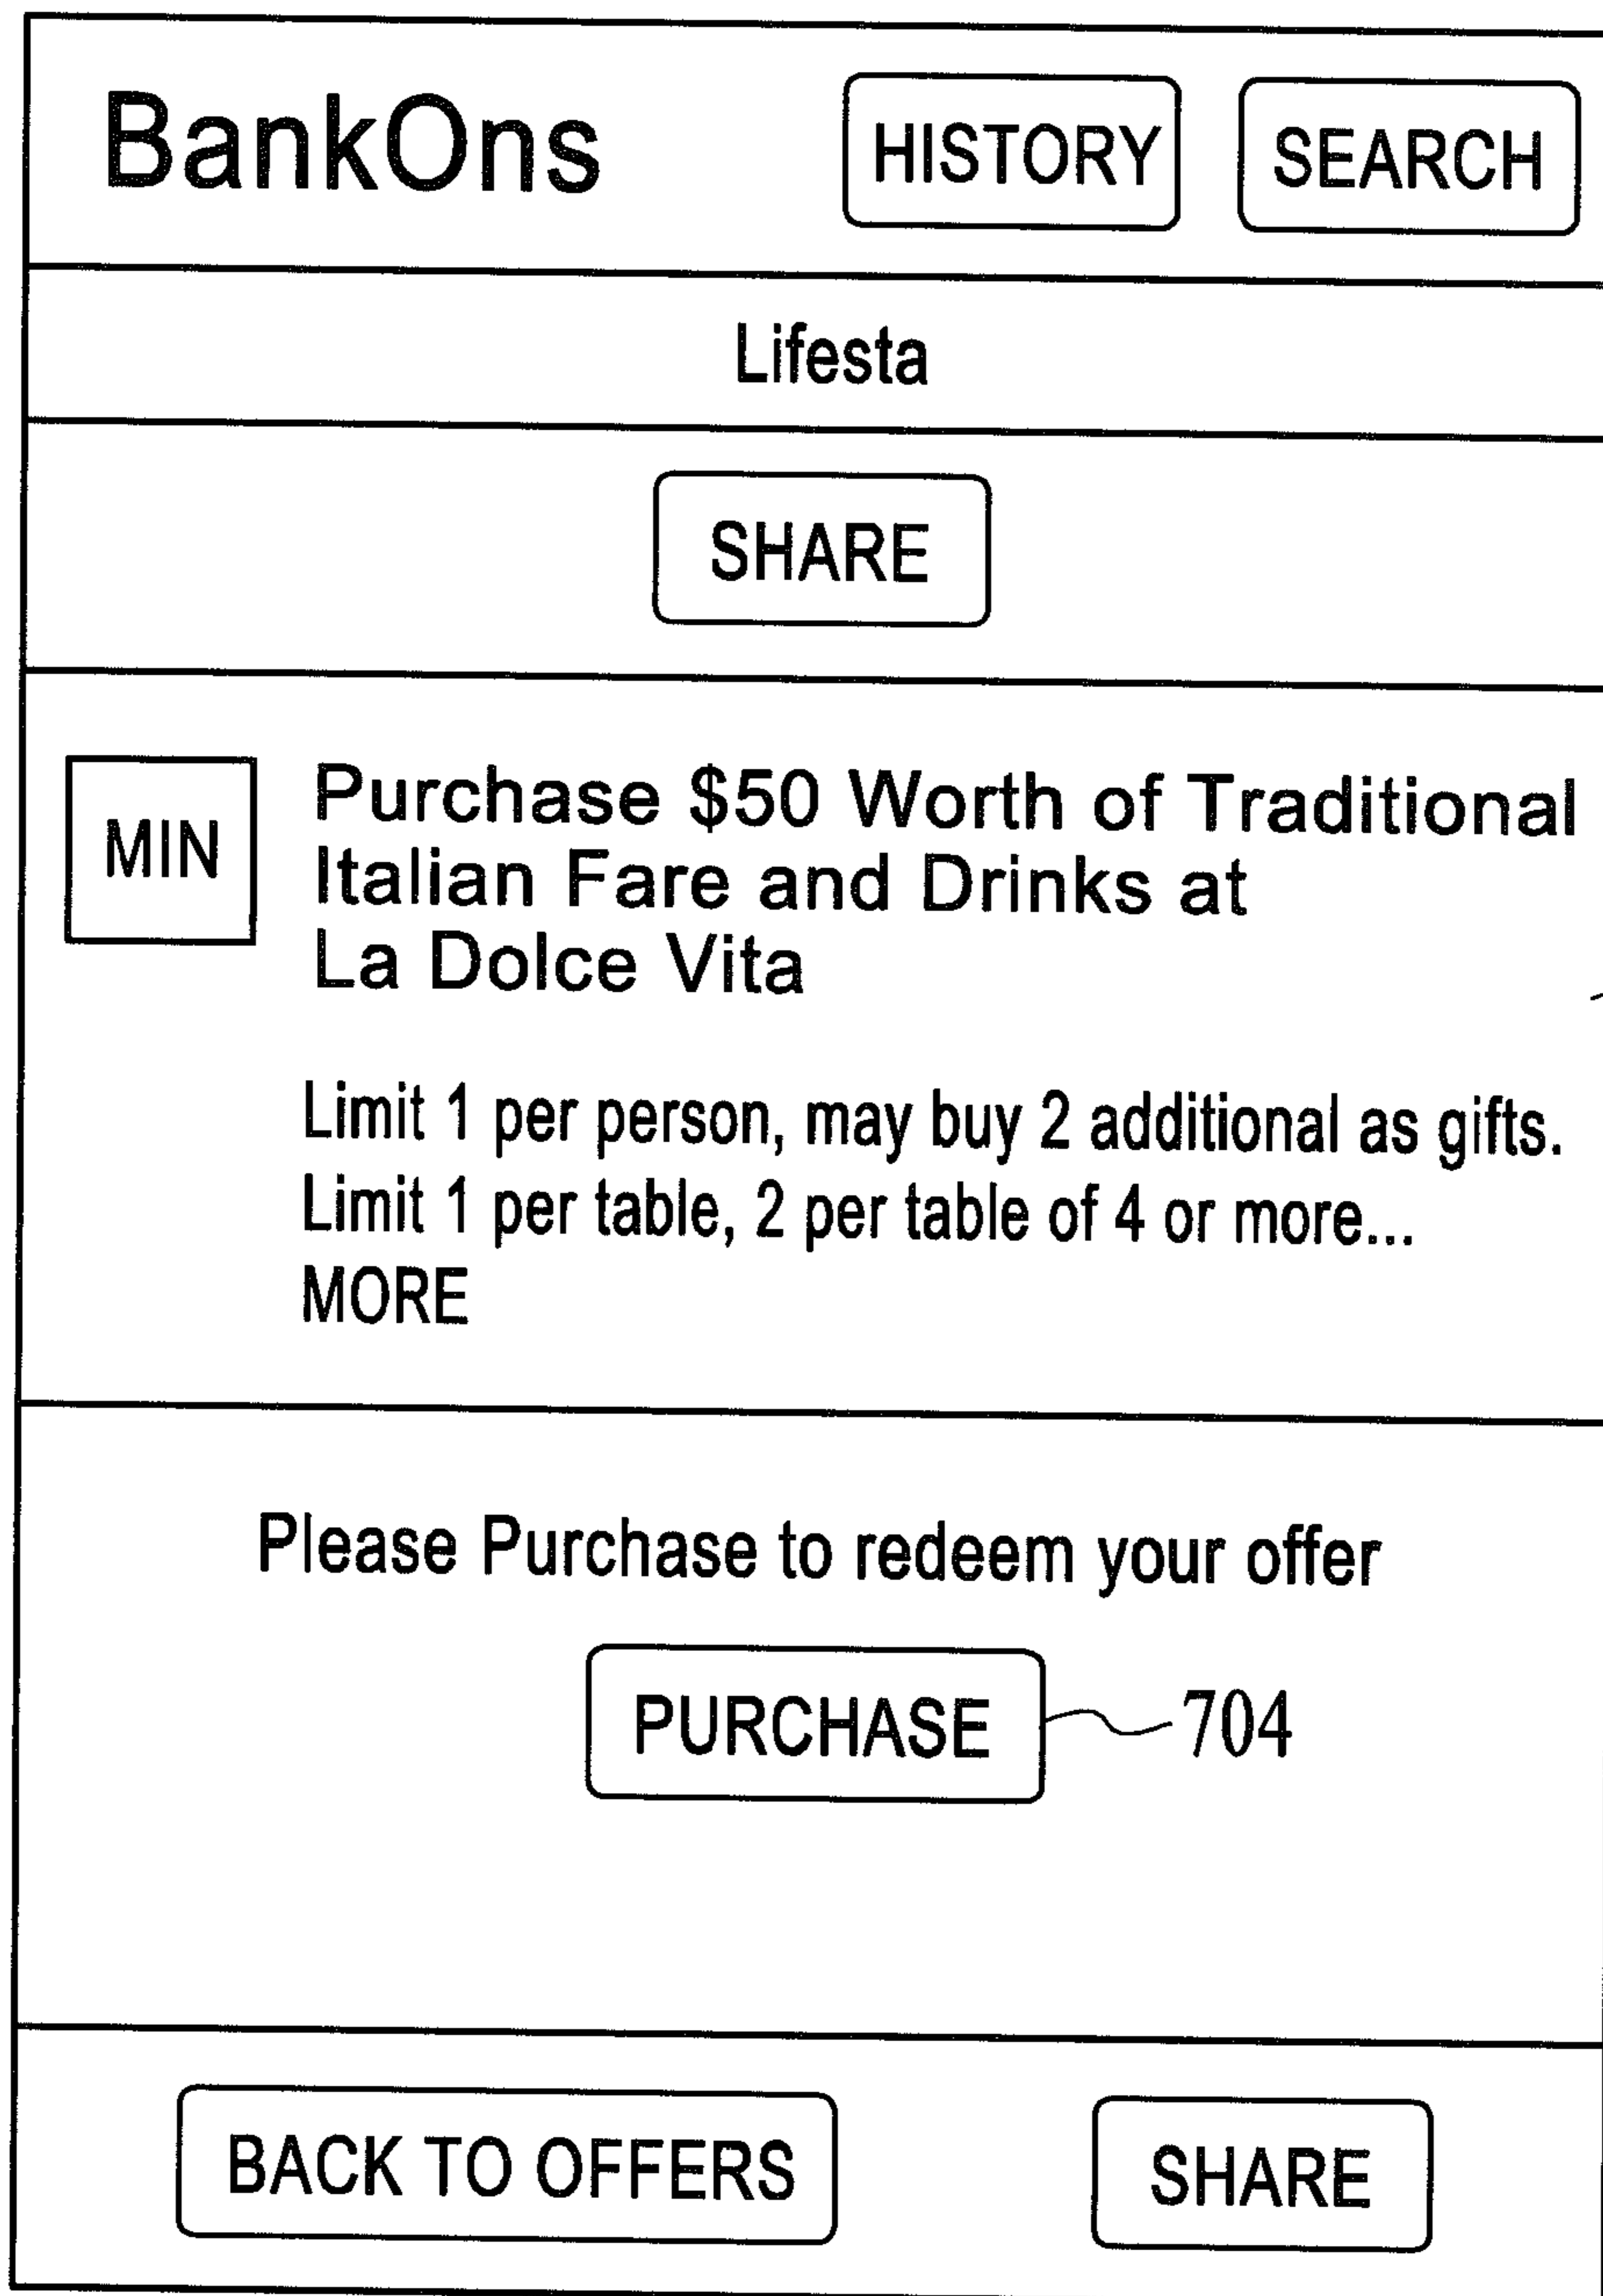 BankOns HISTORY SEARCH
Lifesta
SHARE
MIN
Purchase $50 Worth of Traditional
Italian Fare and Drinks at
La Dolce Vita
Limit 1 per person, may buy 2 additional as gifts.
Limit 1 per table, 2 per table of 4 or more...
MORE
Please Purchase to redeem your offer
PURCHASE 704
BACK TO OFFERS SHARE